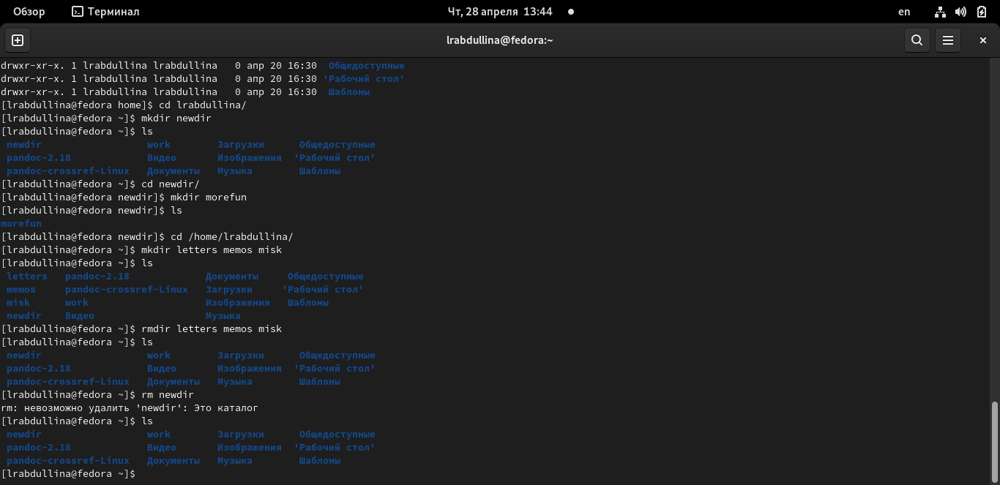 Обзор Терминал Чт, 28 апреля 13:44 en
lrabdullina@fedora:~
drwxr-xr-x. 1 lrabdullina lrabdullina   0 апр 20 16:30  Общедоступные
drwxr-xr-x. 1 lrabdullina lrabdullina   0 апр 20 16:30 'Рабочий стол'
drwxr-xr-x. 1 lrabdullina lrabdullina   0 апр 20 16:30  Шаблоны
[lrabdullina@fedora home]$ cd lrabdullina/
[lrabdullina@fedora ~]$ mkdir newdir
[lrabdullina@fedora ~]$ ls
 newdir                  work        Загрузки      Общедоступные
 pandoc-2.18             Видео       Изображения  'Рабочий стол'
 pandoc-crossref-Linux   Документы   Музыка        Шаблоны
[lrabdullina@fedora ~]$ cd newdir/
[lrabdullina@fedora newdir]$ mkdir morefun
[lrabdullina@fedora newdir]$ ls
morefun
[lrabdullina@fedora newdir]$ cd /home/lrabdullina/
[lrabdullina@fedora ~]$ mkdir letters memos misk
[lrabdullina@fedora ~]$ ls
 letters   pandoc-2.18             Документы     Общедоступные
 memos     pandoc-crossref-Linux   Загрузки     'Рабочий стол'
 misk      work                    Изображения   Шаблоны
 newdir    Видео                   Музыка
[lrabdullina@fedora ~]$ rmdir letters memos misk
[lrabdullina@fedora ~]$ ls
 newdir                  work        Загрузки      Общедоступные
 pandoc-2.18             Видео       Изображения  'Рабочий стол'
 pandoc-crossref-Linux   Документы   Музыка        Шаблоны
[lrabdullina@fedora ~]$ rm newdir
rm: невозможно удалить 'newdir': Это каталог
[lrabdullina@fedora ~]$ ls
 newdir                  work        Загрузки      Общедоступные
 pandoc-2.18             Видео       Изображения  'Рабочий стол'
 pandoc-crossref-Linux   Документы   Музыка        Шаблоны
[lrabdullina@fedora ~]$